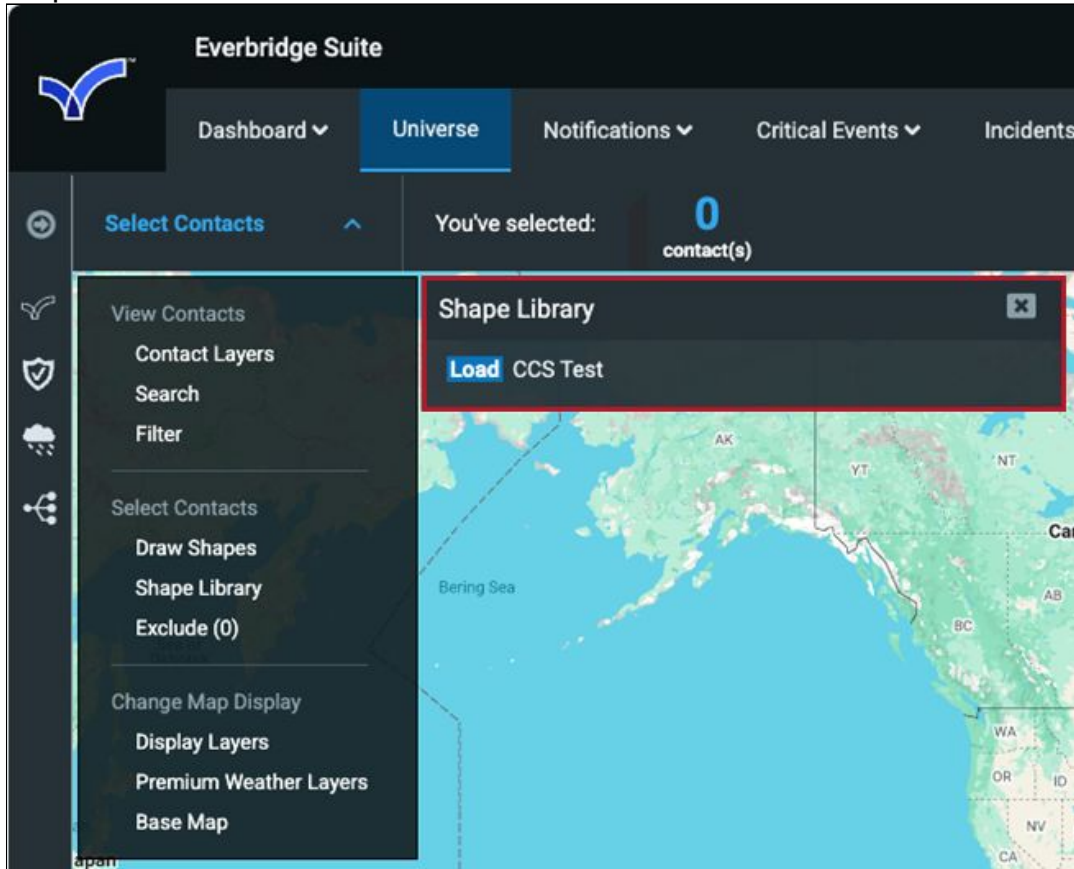 Everbridge Suite
Dashboard
Universe
Notifications
Critical Events
Incidents
Select Contacts
You've selected:
0
contact(s)
View Contacts
Contact Layers
Search
Filter
Select Contacts
Draw Shapes
Shape Library
Exclude (0)
Change Map Display
Display Layers
Premium Weather Layers
Base Map
Shape Library
Load CCS Test
AK
YT
NT
Bering Sea
AB
BC
WA
OR
ID
NV
CA